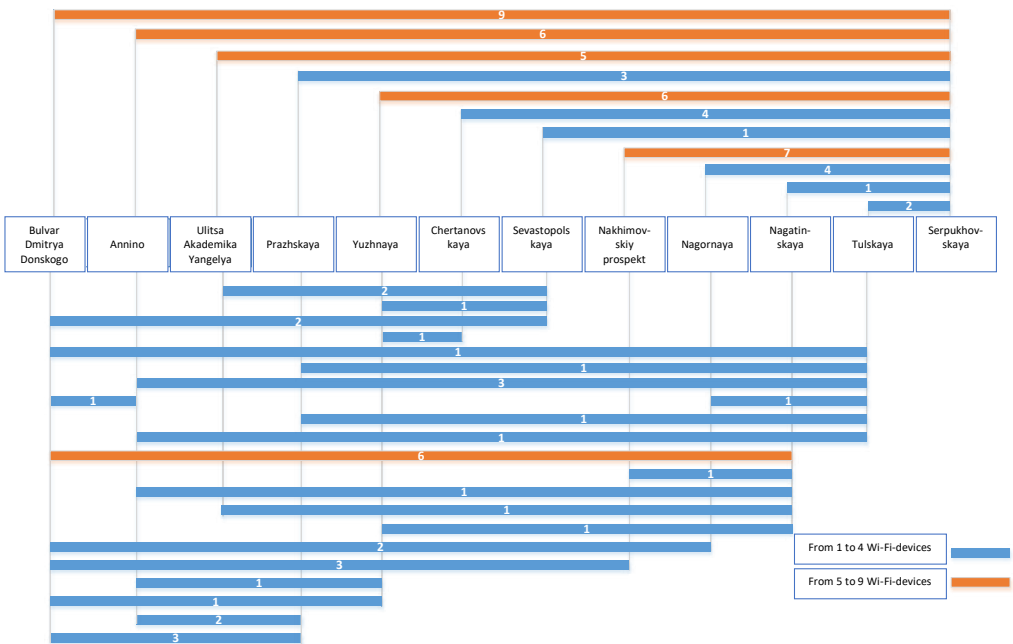 9
6
5
3
6
4
1
7
4
1
2
Bulvar
Dmitrya
Donskogo
Annino
Ulitsa
Akademika
Yangelya
Prazhskaya
Yuzhnaya
Chertanovs
kaya
Sevastopols
kaya
Nakhimov-
skiy
prospekt
Nagornaya
Nagatin-
skaya
Tulskaya
Serpukhov-
skaya
2
1
2
1
1
1
3
1 1
1
1
6
1
1
1
1
2
3
1
1
2
3
From 1 to 4 Wi-Fi-devices
From 5 to 9 Wi-Fi-devices